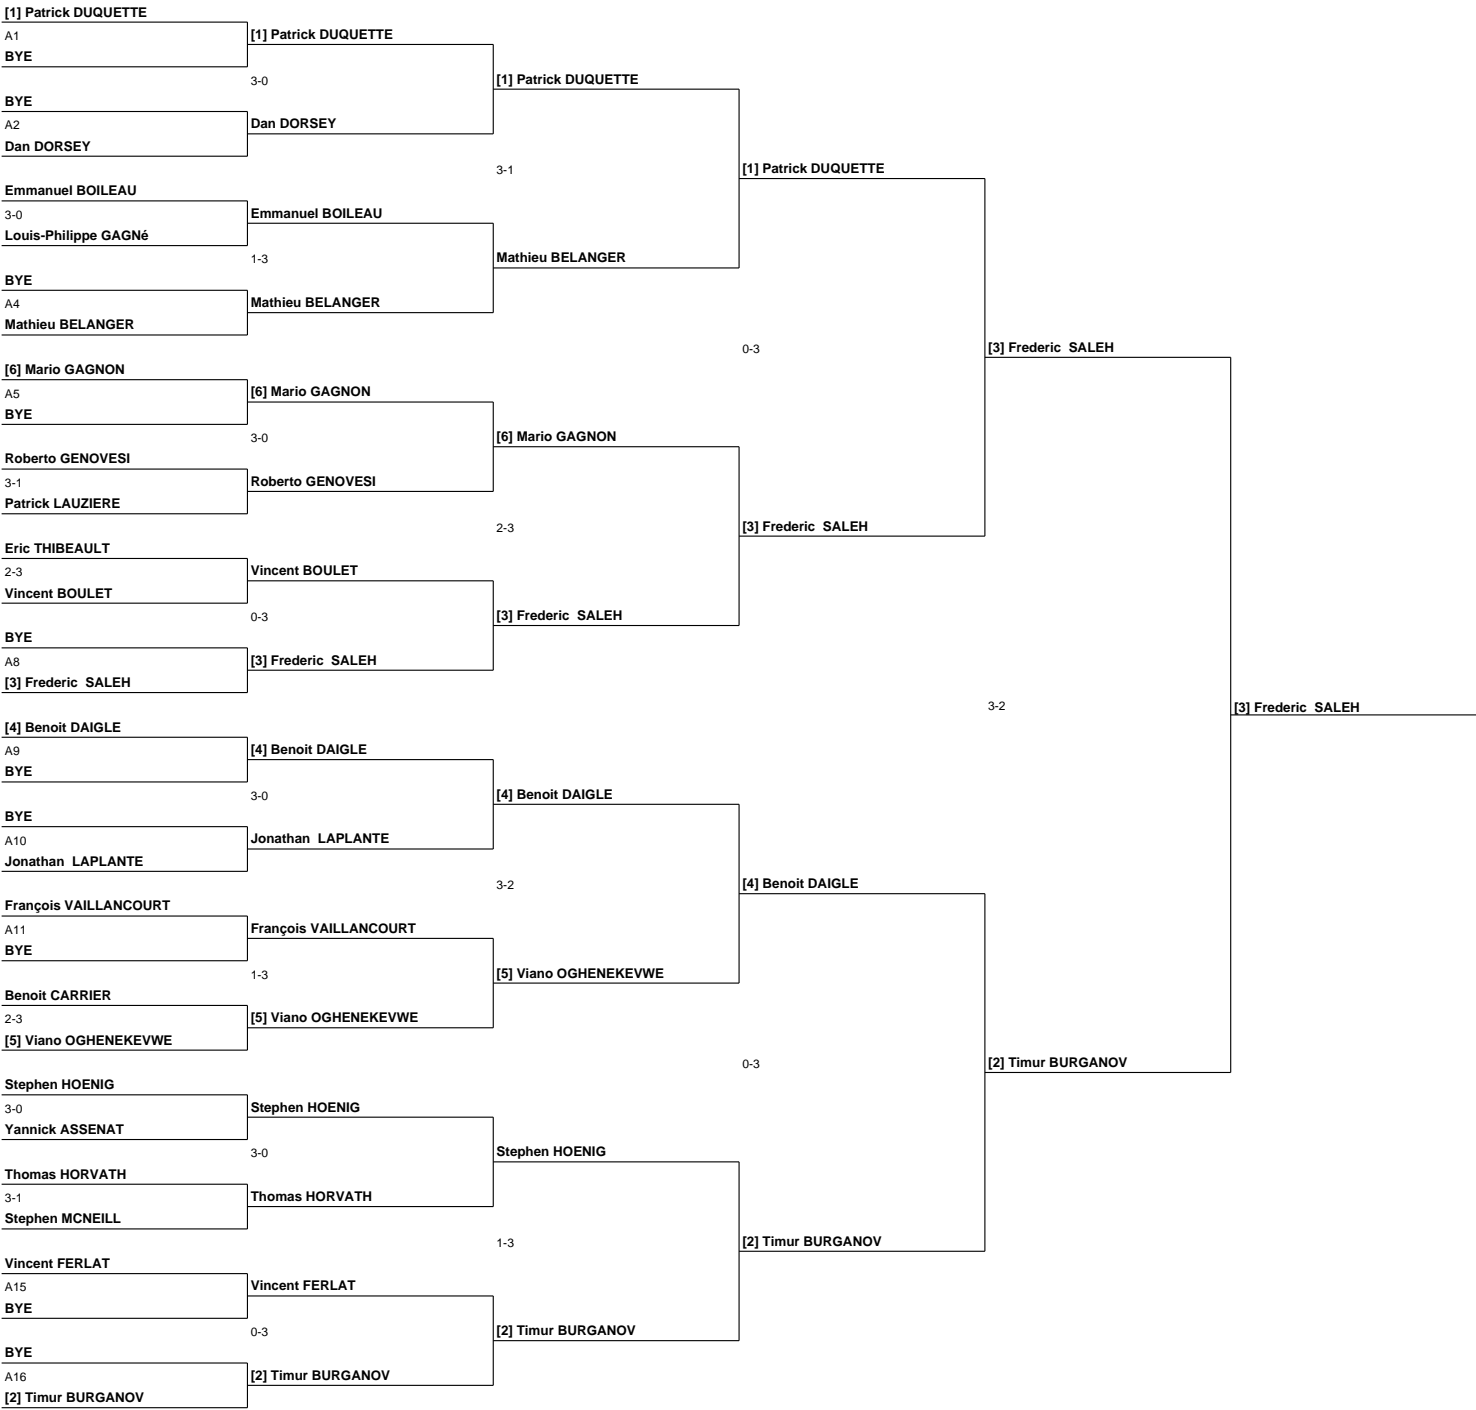 [1] Patrick DUQUETTE
A1
BYE
BYE
A2
Dan DORSEY
Emmanuel BOILEAU
3-0
Louis-Philippe GAGNé
BYE
A4
Mathieu BELANGER
[6] Mario GAGNON
A5
BYE
Roberto GENOVESI
3-1
Patrick LAUZIERE
Eric THIBEAULT
2-3
Vincent BOULET
BYE
A8
[3] Frederic  SALEH
[4] Benoit DAIGLE
A9
BYE
BYE
A10
Jonathan  LAPLANTE
François VAILLANCOURT
A11
BYE
Benoit CARRIER
2-3
[5] Viano OGHENEKEVWE
Stephen HOENIG
3-0
Yannick ASSENAT
Thomas HORVATH
3-1
Stephen MCNEILL
Vincent FERLAT
A15
BYE
BYE
A16
[2] Timur BURGANOV
[1] Patrick DUQUETTE
3-0
Dan DORSEY
Emmanuel BOILEAU
1-3
Mathieu BELANGER
[6] Mario GAGNON
3-0
Roberto GENOVESI
Vincent BOULET
0-3
[3] Frederic  SALEH
[4] Benoit DAIGLE
3-0
Jonathan  LAPLANTE
François VAILLANCOURT
1-3
[5] Viano OGHENEKEVWE
Stephen HOENIG
3-0
Thomas HORVATH
Vincent FERLAT
0-3
[2] Timur BURGANOV
[1] Patrick DUQUETTE
3-1
Mathieu BELANGER
[6] Mario GAGNON
2-3
[3] Frederic  SALEH
[4] Benoit DAIGLE
3-2
[5] Viano OGHENEKEVWE
Stephen HOENIG
1-3
[2] Timur BURGANOV
[1] Patrick DUQUETTE
0-3
[3] Frederic  SALEH
[4] Benoit DAIGLE
0-3
[2] Timur BURGANOV
[3] Frederic  SALEH
3-2
[2] Timur BURGANOV
[3] Frederic  SALEH